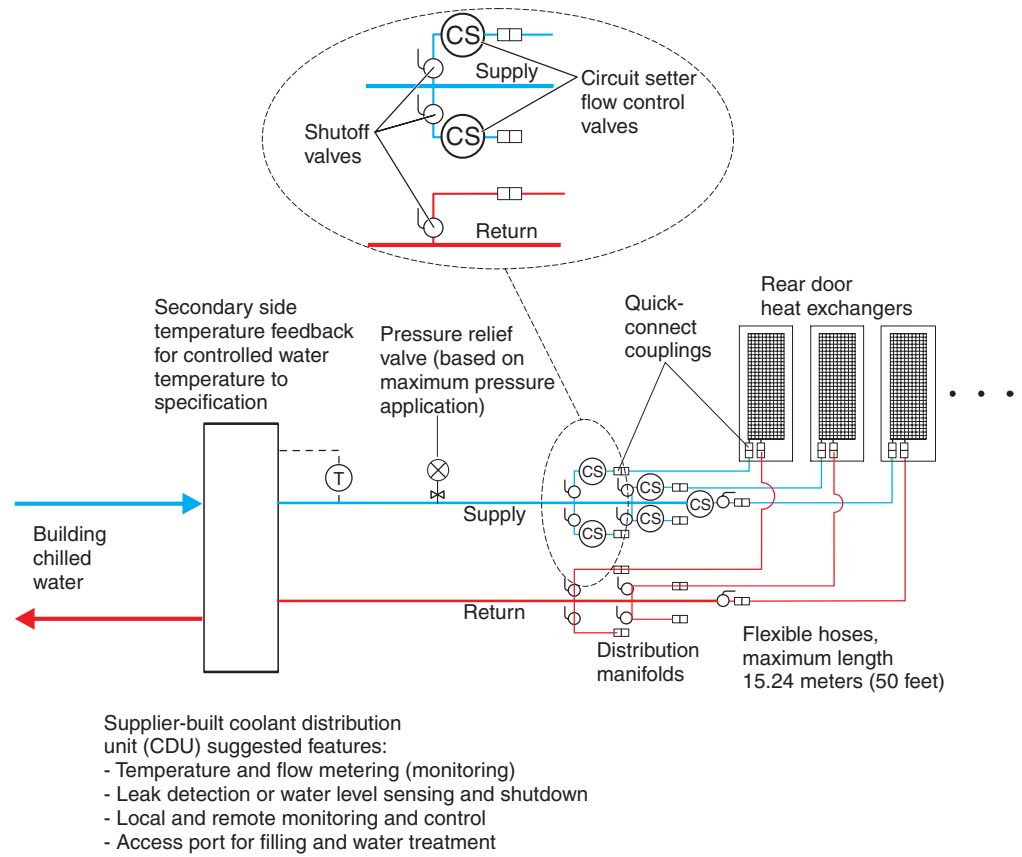 CS
Supply
Circuit setter
flow control
valves
Shutoff
valves
CS
Return
Secondary side
temperature feedback
for controlled water
temperature to
specification
Pressure relief
valve (based on
maximum pressure
application)
Quick-
connect
couplings
Rear door
heat exchangers
T
CS
CS
CS
Supply
CS
CS
Building
chilled
water
Return
Distribution
manifolds
Flexible hoses,
maximum length
15.24 meters (50 feet)
Supplier-built coolant distribution
unit (CDU) suggested features:
- Temperature and flow metering (monitoring)
- Leak detection or water level sensing and shutdown
- Local and remote monitoring and control
- Access port for filling and water treatment